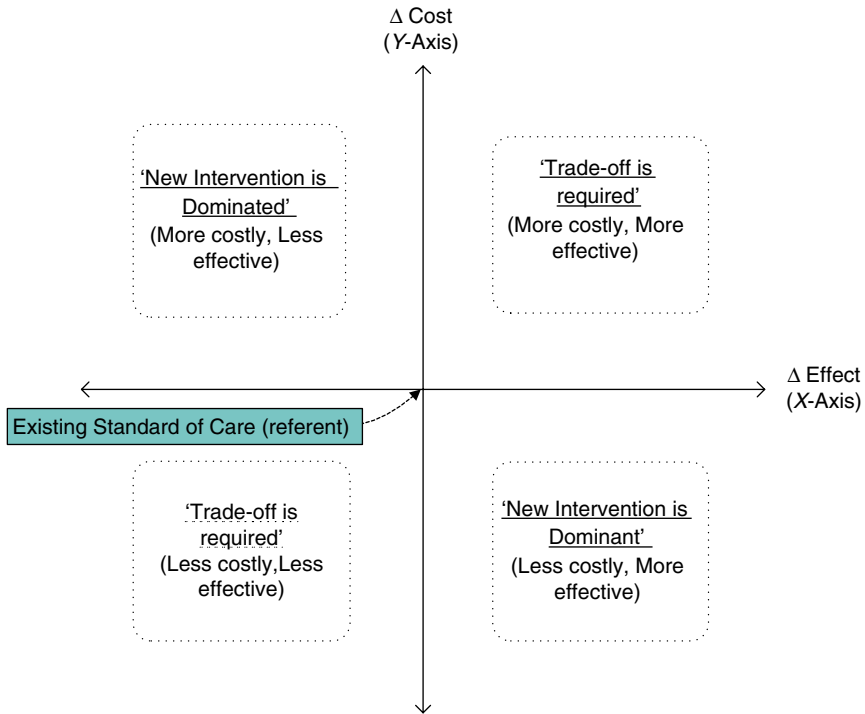 Δ Cost
(Y-Axis)
‘New Intervention is
Dominated’
(More costly, Less
effective)
‘Trade-off is
required’
(More costly, More
effective)
Δ Effect
(X-Axis)
Existing Standard of Care (referent)
‘Trade-off is
required’
(Less costly,Less
effective)
‘New Intervention is
Dominant’
(Less costly, More
effective)